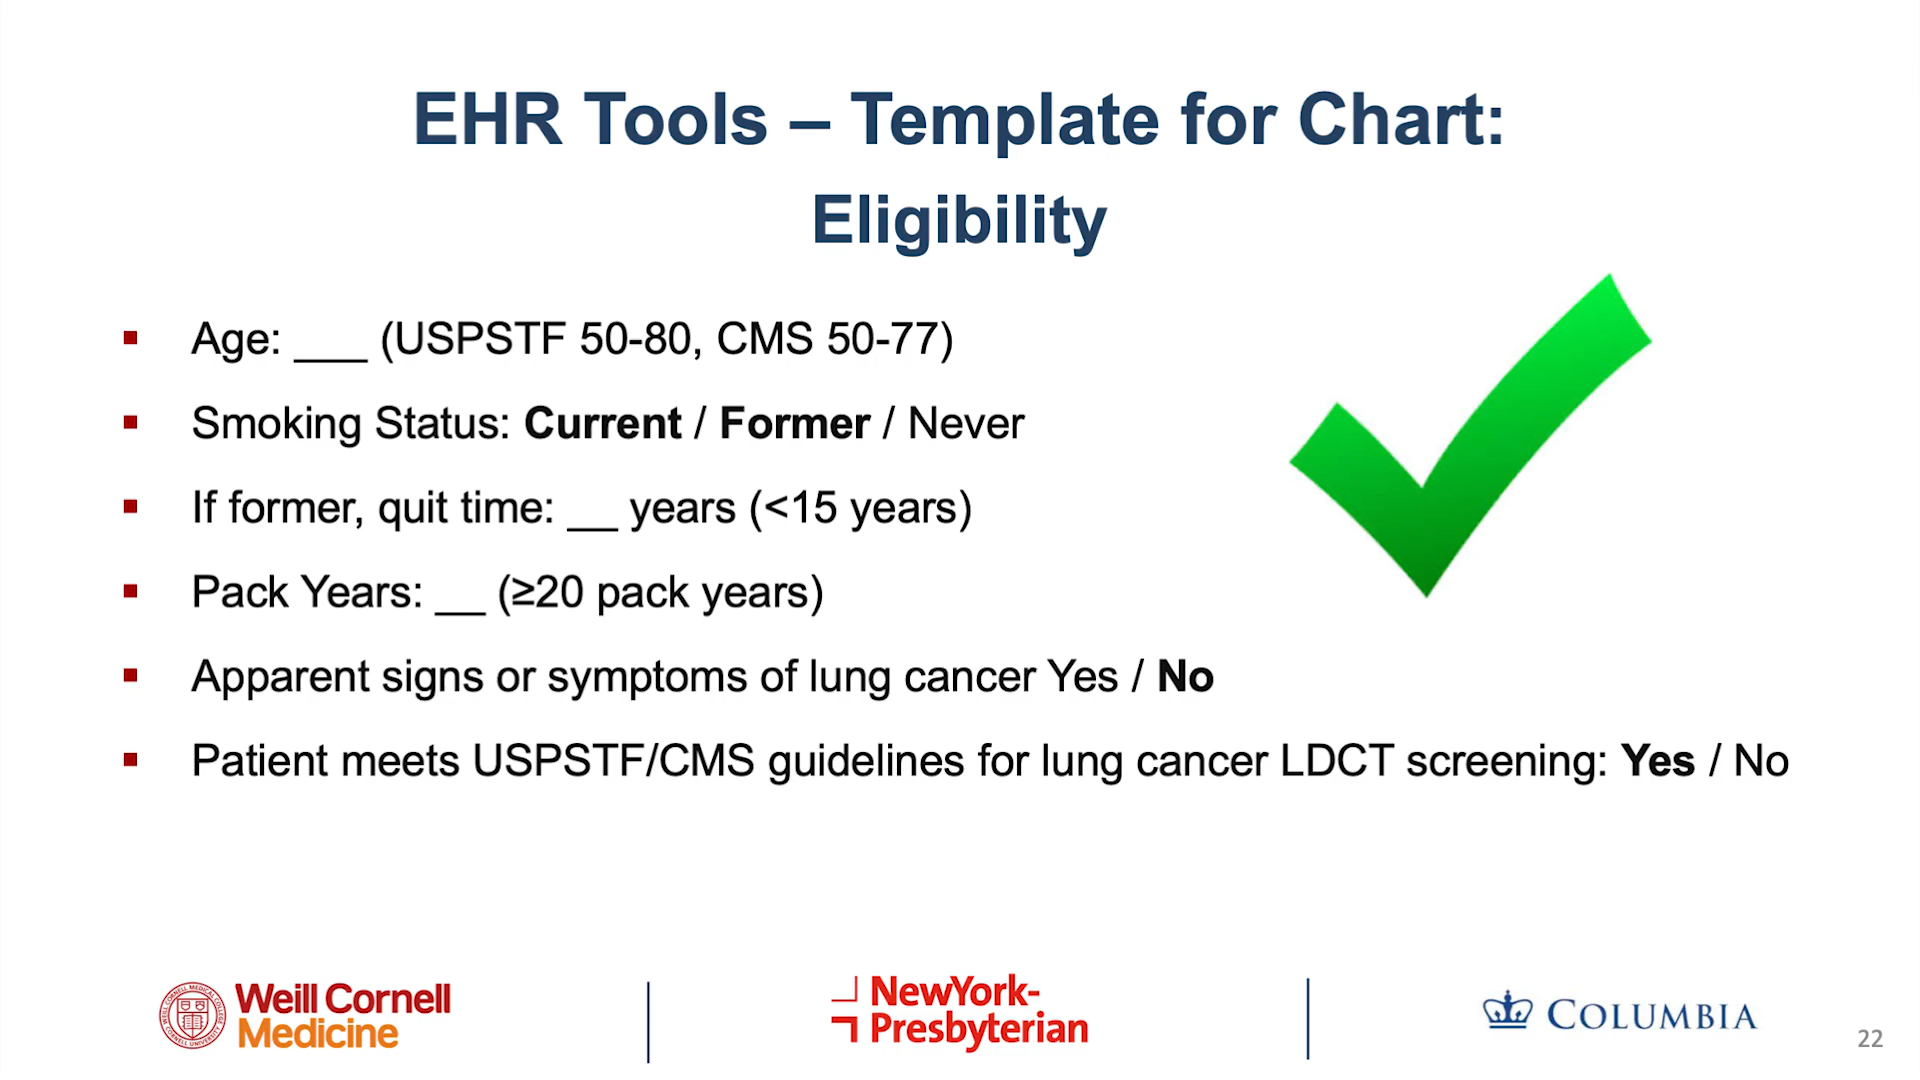 EHR Tools – Template for Chart:
Eligibility
▪ Age: ___ (USPSTF 50-80, CMS 50-77)
▪ Smoking Status: Current / Former / Never
▪ If former, quit time: __ years (<15 years)
▪ Pack Years: __ (≥20 pack years)
▪ Apparent signs or symptoms of lung cancer Yes / No
▪ Patient meets USPSTF/CMS guidelines for lung cancer LDCT screening: Yes / No
Weill Cornell
Medicine
NewYork-
Presbyterian
COLUMBIA
22